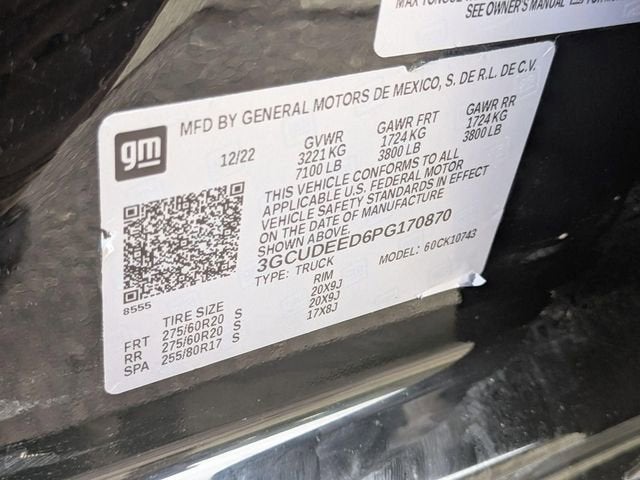 MAX TONGUE
SEE OWNER'S MANUAL
gm
MFD BY GENERAL MOTORS DE MEXICO, S. DE R.L. DE C.V.
12/22
GVWR GAWR FRT GAWR RR
3221 KG 1724 KG 1724 KG
7100 LB 3800 LB 3800 LB
THIS VEHICLE CONFORMS TO ALL
APPLICABLE U.S. FEDERAL MOTOR
VEHICLE SAFETY STANDARDS IN EFFECT
ON THE DATE OF MANUFACTURE
SHOWN ABOVE.
3GCUDEED6PG170870
TYPE: TRUCK MODEL: 60CK10743
8555
TIRE SIZE RIM
FRT 275/60R20 S 20X9J
RR 275/60R20 S 20X9J
SPA 255/80R17 S 17X8J